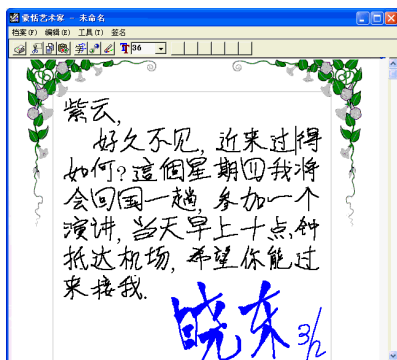 蒙恬艺术家 - 未命名
档案(F) 编辑(E) 工具(T) 签名
36
紫云,
好久不见, 近来过得
如何?這個星期四我将
会回国一趟, 参加一个
演讲, 当天早上十点钟
抵达机场, 希望你能过
来接我.
晓东 3/2